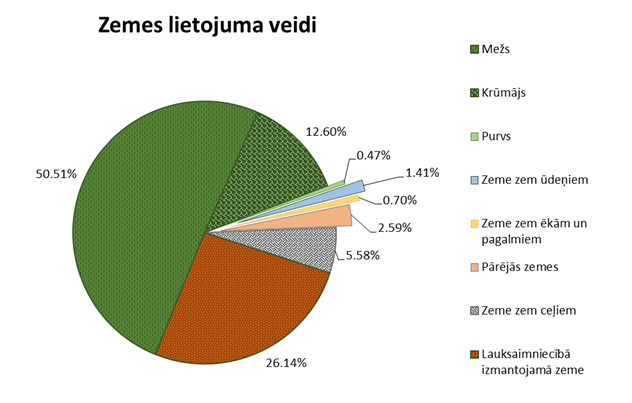 Zemes lietojuma veidi
50.51%
12.60%
0.47%
1.41%
0.70%
2.59%
5.58%
26.14%
Mežs
Krūmājs
Purvs
Zeme zem ūdeņiem
Zeme zem ēkām un
pagalmiem
Pārējās zemes
Zeme zem ceļiem
Lauksaimniecībā
izmantojamā zeme